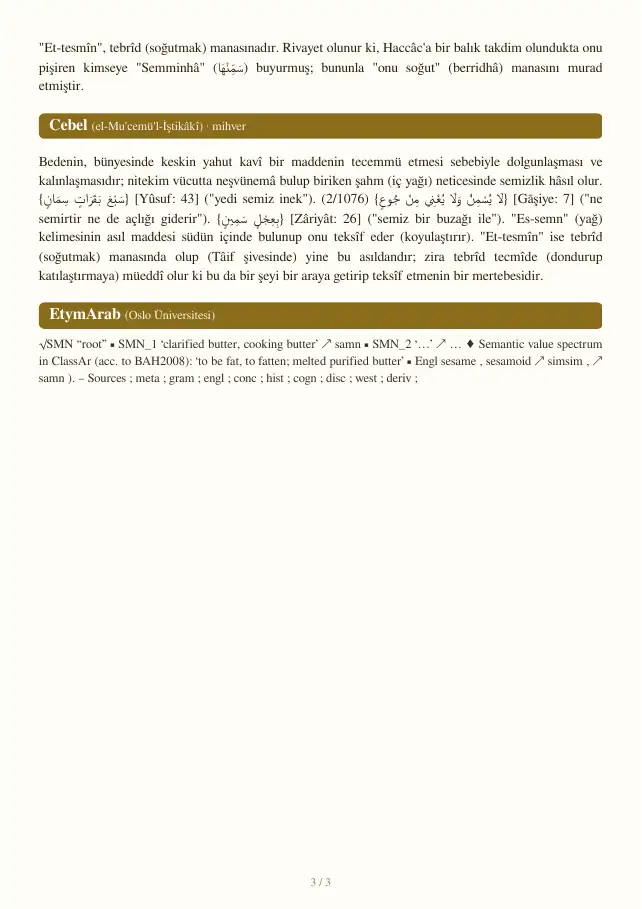 "Et-tesmîn", tebrîd (soğutmak) manasınadır. Rivayet olunur ki, Haccâc'a bir balık takdim olundukta onu
pişiren kimseye "Semminhâ" (سَمِّنْهَا) buyurmuş; bununla "onu soğut" (berridhâ) manasını murad
etmiştir.
Cebel (el-Mu'cemü'l-İştikâkî) · mihver
Bedenin, bünyesinde keskin yahut kavî bir maddenin tecemmü etmesi sebebiyle dolgunlaşması ve
kalınlaşmasıdır; nitekim vücutta neşvünemâ bulup biriken şahm (iç yağı) neticesinde semizlik hâsıl olur.
{سَبْعَ بَقَرَاتٍ سِمَانٍ} [Yûsuf: 43] ("yedi semiz inek"). (2/1076) {لَا يُسْمِنُ وَلَا يُغْنِي مِنْ جُوعٍ} [Gâşiye: 7] ("ne
semirtir ne de açlığı giderir"). {بِعِجْلٍ سَمِينٍ} [Zâriyât: 26] ("semiz bir buzağı ile"). "Es-semn" (yağ)
kelimesinin asıl maddesi südün içinde bulunup onu teksîf eder (koyulaştırır). "Et-tesmîn" ise tebrîd
(soğutmak) manasında olup (Tâif şivesinde) yine bu asıldandır; zira tebrîd tecmîde (dondurup
katılaştırmaya) müeddî olur ki bu da bir şeyi bir araya getirip teksîf etmenin bir mertebesidir.
EtymArab (Oslo Üniversitesi)
√SMN “root” ▪ SMN_1 ‘clarified butter, cooking butter’ ↗ samn ▪ SMN_2 ‘…’ ↗ … ♦ Semantic value spectrum
in ClassAr (acc. to BAH2008): ‘to be fat, to fatten; melted purified butter’ ▪ Engl sesame , sesamoid ↗ simsim , ↗
samn ). – Sources ; meta ; gram ; engl ; conc ; hist ; cogn ; disc ; west ; deriv ;
3 / 3